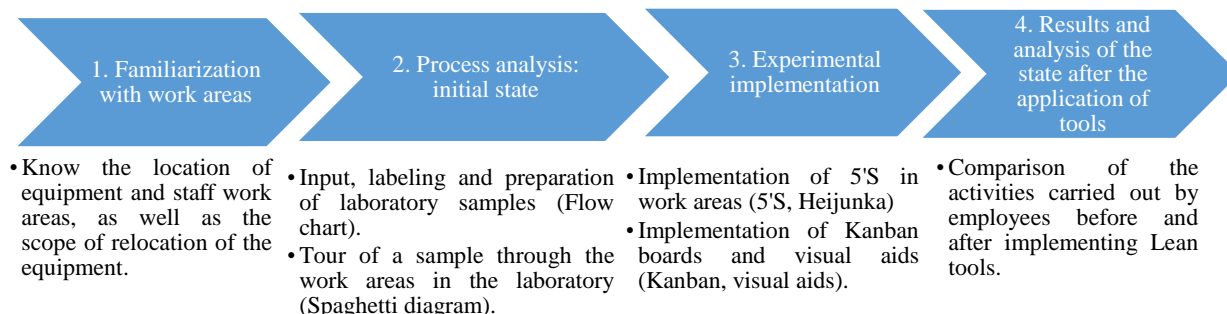 1. Familiarization
with work areas
2. Process analysis:
initial state
3. Experimental
implementation
4. Results and
analysis of the
state after the
application of
tools
•Know the location of
equipment and staff work
areas, as well as the
scope of relocation of the
equipment.
•Input, labeling and preparation
of laboratory samples (Flow
chart).
•Tour of a sample through the
work areas in the laboratory
(Spaghetti diagram).
•Implementation of 5'S in
work areas (5'S, Heijunka)
•Implementation of Kanban
boards and visual aids
(Kanban, visual aids).
•Comparison of the
activities carried out by
employees before and
after implementing Lean
tools.